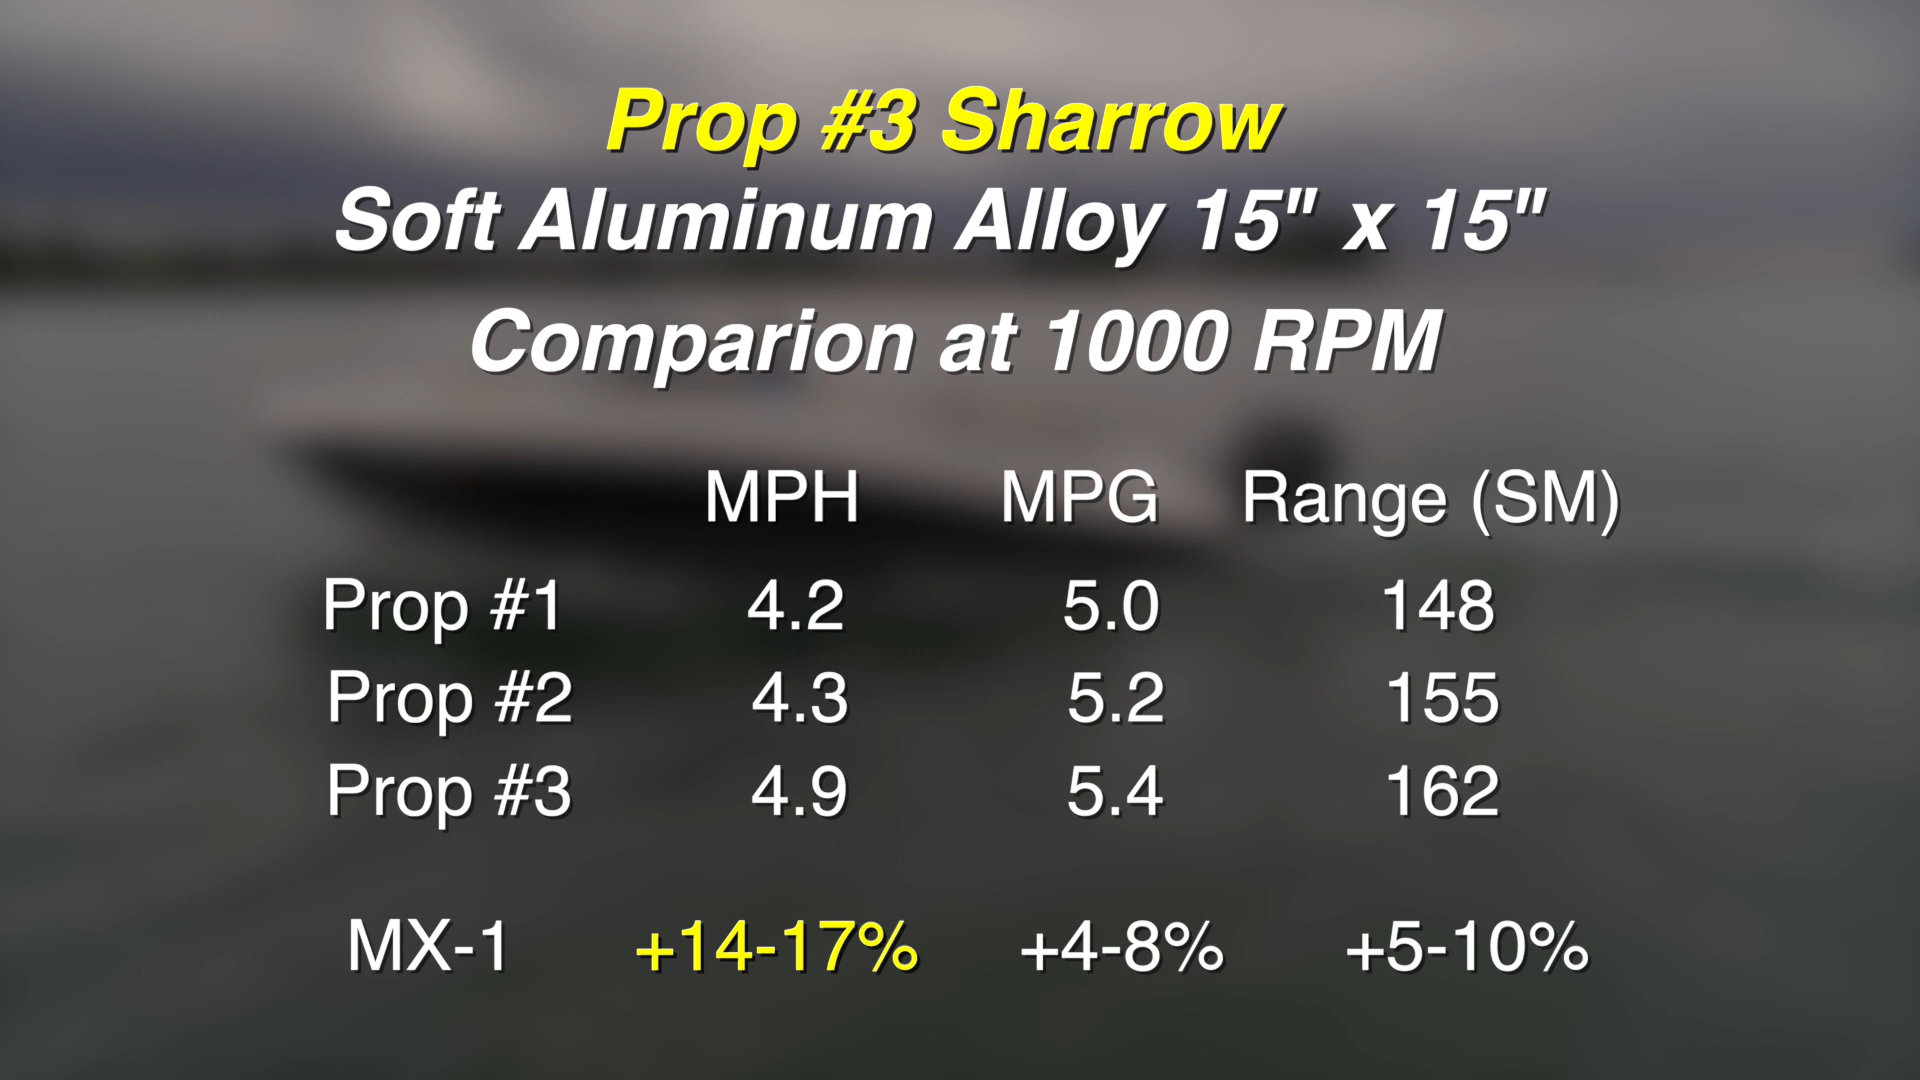 Prop #3 Sharrow
Soft Aluminum Alloy 15" x 15"
Comparion at 1000 RPM
MPH MPG Range (SM)
Prop #1 4.2 5.0 148
Prop #2 4.3 5.2 155
Prop #3 4.9 5.4 162
MX-1 +14-17% +4-8% +5-10%